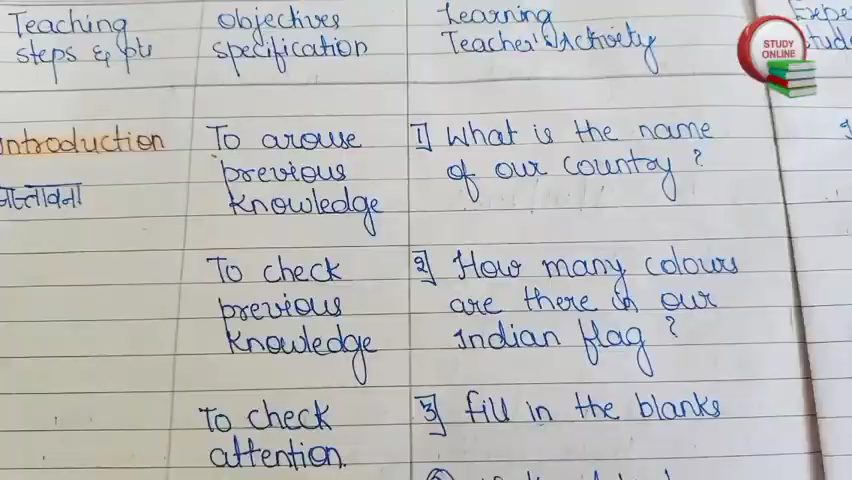 Teaching
steps & pts
Objectives
specification
Learning
Teacher's Activity
STUDY
ONLINE
Introduction
प्रस्तावना
To arouse
previous
knowledge
1] What is the name
of our country ?
To check
previous
knowledge
2] How many colours
are there in our
Indian flag ?
To check
attention.
3] fill in the blanks